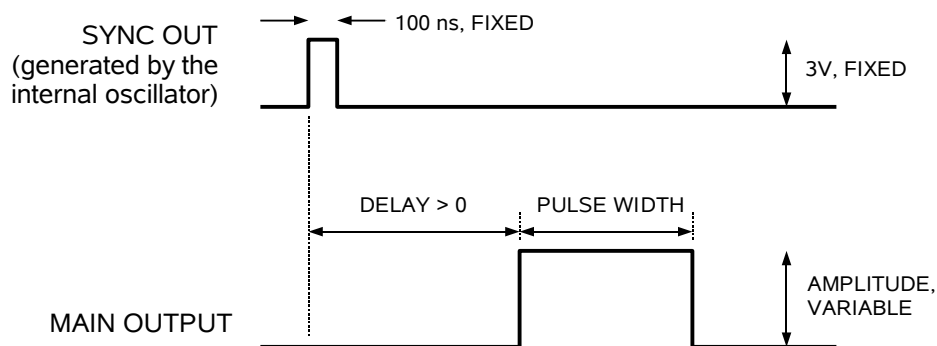 100 ns, FIXED
SYNC OUT
(generated by the
internal oscillator)
3V, FIXED
DELAY > 0
PULSE WIDTH
AMPLITUDE,
VARIABLE
MAIN OUTPUT